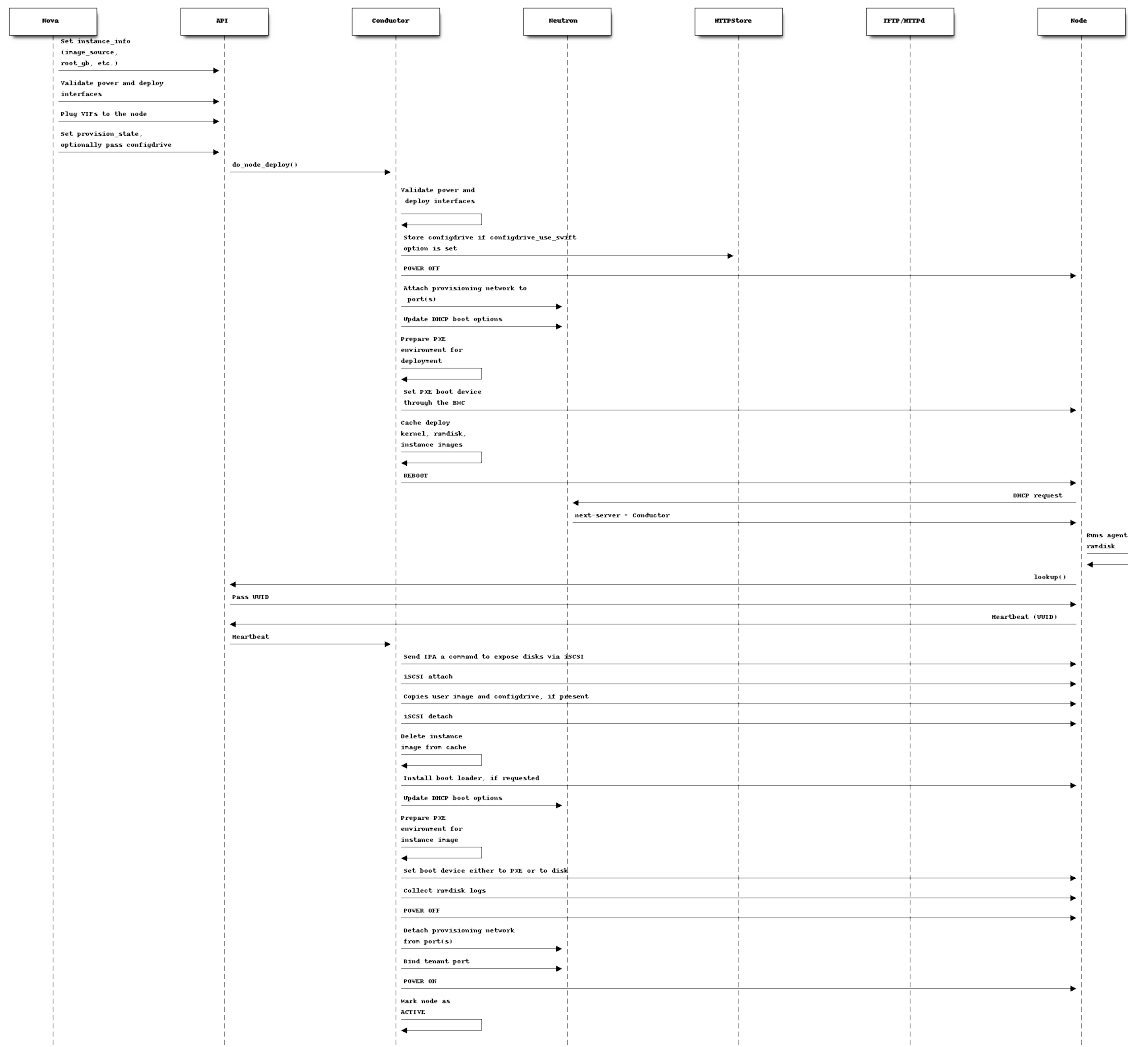 Nova
API
Conductor
Neutron
HTTPStore
TFTP/HTTPd
Node
Set instance_info
(image_source,
root_gb, etc.)
Validate power and deploy
interfaces
Plug VIFs to the node
Set provision_state,
optionally pass configdrive
do_node_deploy()
Validate power and
deploy interfaces
Store configdrive if configdrive_use_swift
option is set
POWER OFF
Attach provisioning network to
port(s)
Update DHCP boot options
Prepare PXE
environment for
deployment
Set PXE boot device
through the BMC
Cache deploy
kernel, ramdisk,
instance images
REBOOT
DHCP request
next-server = Conductor
Runs agent
ramdisk
lookup()
Pass UUID
Heartbeat (UUID)
Heartbeat
Send IPA a command to expose disks via iSCSI
iSCSI attach
Copies user image and configdrive, if present
iSCSI detach
Delete instance
image from cache
Install boot loader, if requested
Update DHCP boot options
Prepare PXE
environment for
instance image
Set boot device either to PXE or to disk
Collect ramdisk logs
POWER OFF
Detach provisioning network
from port(s)
Bind tenant port
POWER ON
Mark node as
ACTIVE